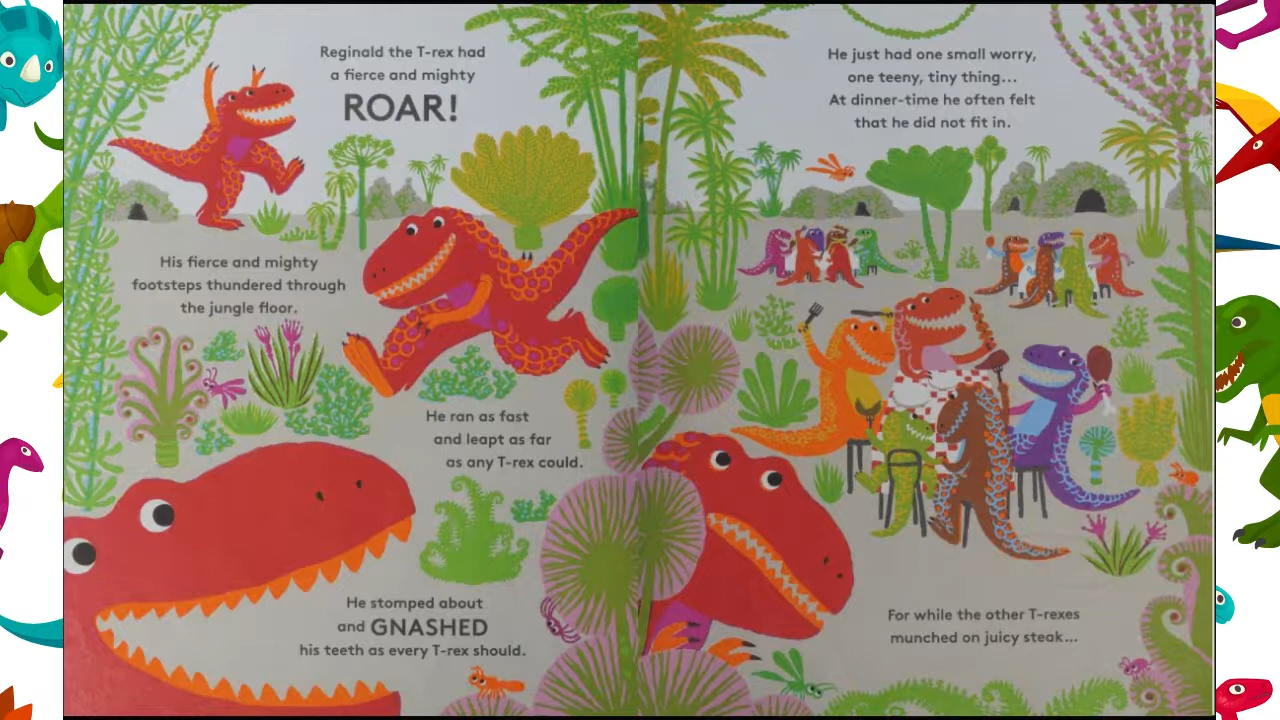 Reginald the T-rex had
a fierce and mighty
ROAR!
His fierce and mighty
footsteps thundered through
the jungle floor.
He ran as fast
and leapt as far
as any T-rex could.
He stomped about
and GNASHED
his teeth as every T-rex should.
He just had one small worry,
one teeny, tiny thing...
At dinner-time he often felt
that he did not fit in.
For while the other T-rexes
munched on juicy steak...